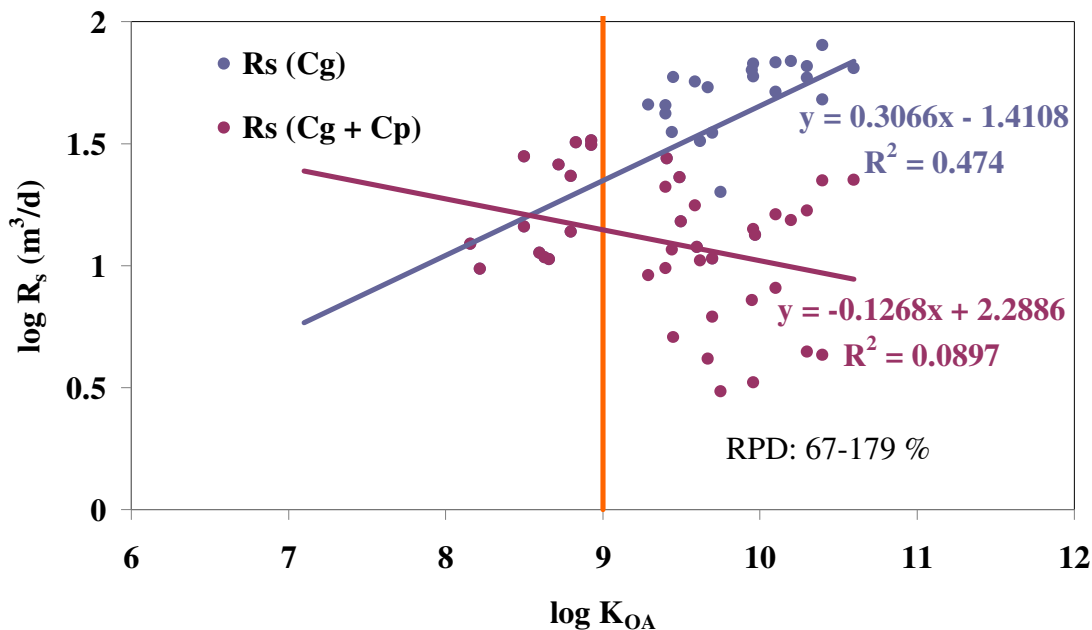 2
Rs (Cg)
Rs (Cg + Cp)
y = 0.3066x - 1.4108
R² = 0.474
1.5
1
y = -0.1268x + 2.2886
R² = 0.0897
0.5
RPD: 67-179 %
0
6 7 8 9 10 11 12
log K_OA
log R_s (m³/d)